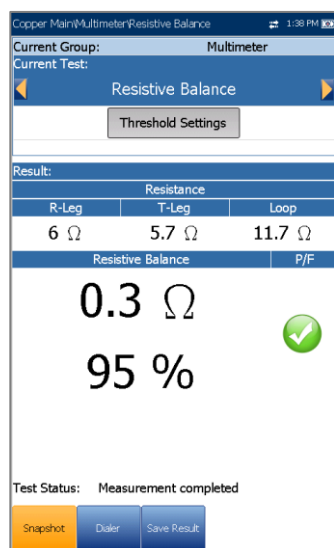 Copper Main\Multimeter\Resistive Balance 1:38 PM
Current Group: Multimeter
Current Test:
Resistive Balance
Threshold Settings
Result:
Resistance
R-Leg T-Leg Loop
6 Ω 5.7 Ω 11.7 Ω
Resistive Balance P/F
0.3 Ω
95 %
Test Status: Measurement completed
Snapshot Dialer Save Result